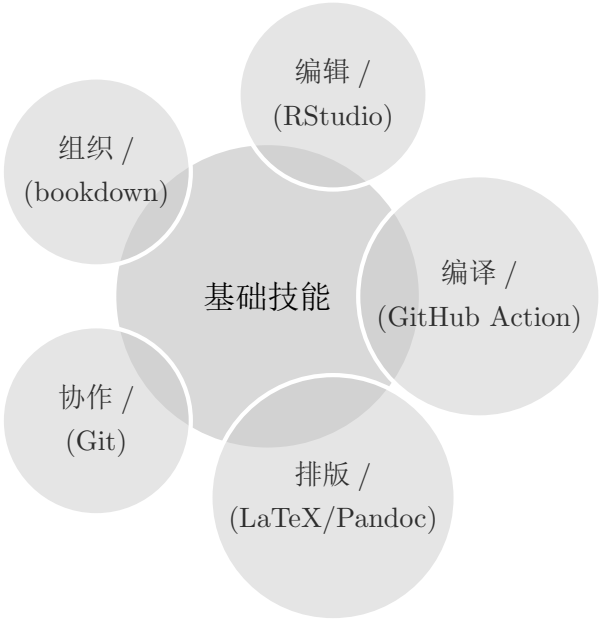 编辑 /
(RStudio)
组织 /
(bookdown)
编译 /
(GitHub Action)
基础技能
协作 /
(Git)
排版 /
(LaTeX/Pandoc)